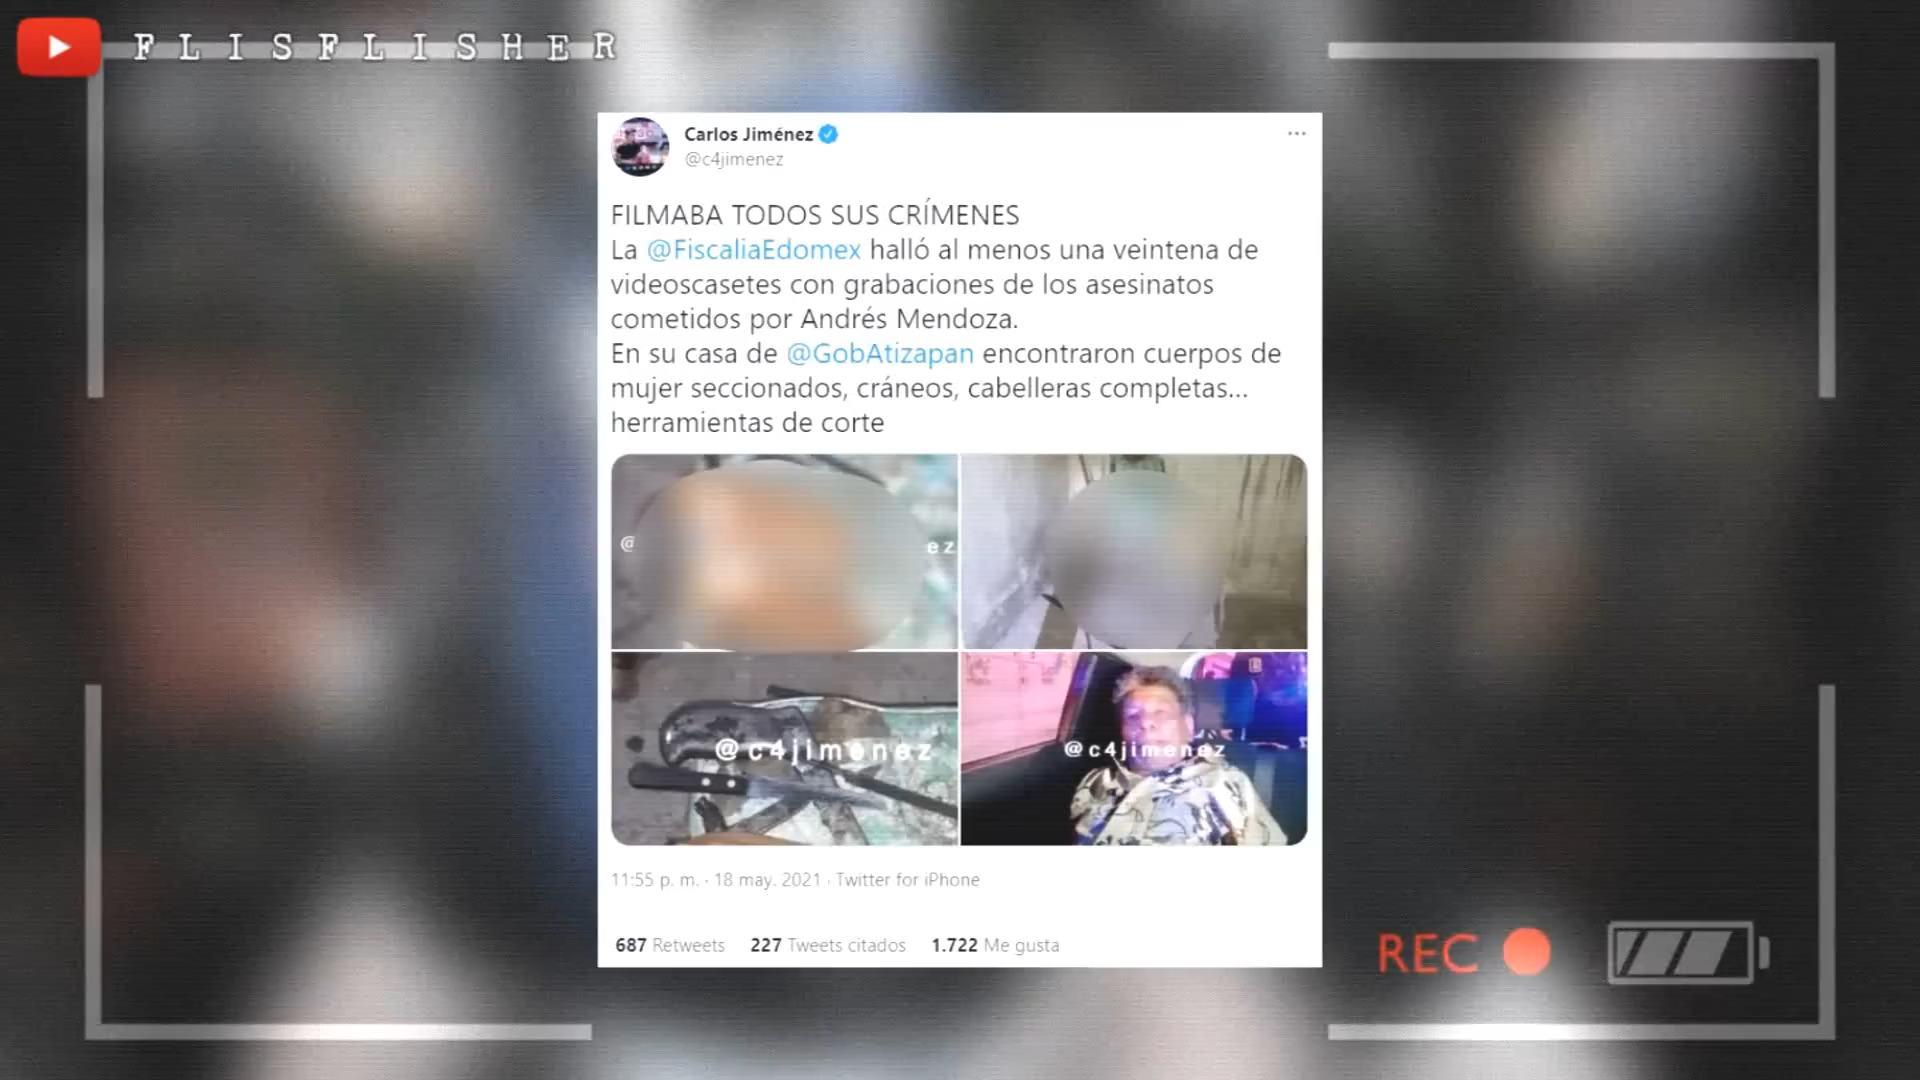 FLISFLISHER
Carlos Jiménez
@c4jimenez
FILMABA TODOS SUS CRÍMENES
La @FiscaliaEdomex halló al menos una veintena de
videoscasetes con grabaciones de los asesinatos
cometidos por Andrés Mendoza.
En su casa de @GobAtizapan encontraron cuerpos de
mujer seccionados, cráneos, cabelleras completas...
herramientas de corte
@ ez
@c4jimenez
@c4jimenez
11:55 p. m. · 18 may. 2021 · Twitter for iPhone
687 Retweets 227 Tweets citados 1.722 Me gusta
REC